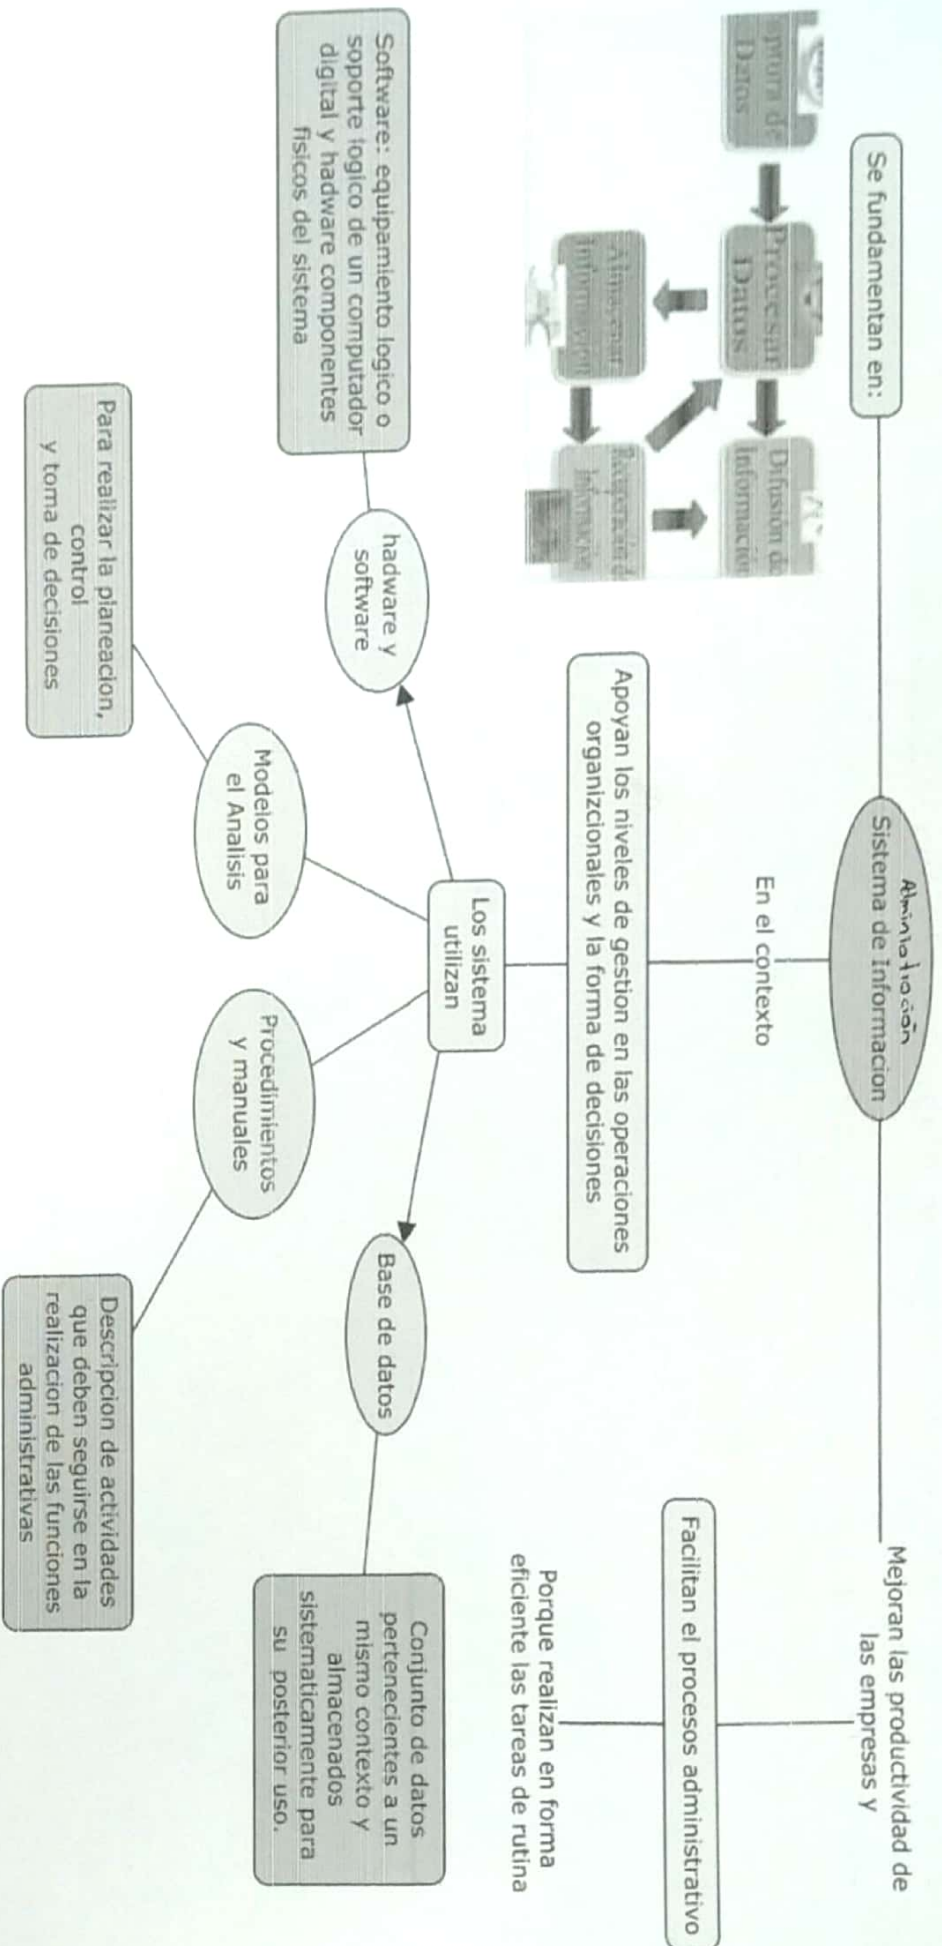 Administración
Sistema de Informacion
Se fundamentan en:
Datos
Procesar
Datos
Almacenar
Información
Difusión de
Información
En el contexto
Apoyan los niveles de gestion en las operaciones
organizcionales y la forma de decisiones
Mejoran las productividad de
las empresas y
Facilitan el procesos administrativo
Porque realizan en forma
eficiente las tareas de rutina
Los sistema
utilizan
hadware y
software
Software: equipamiento logico o
soporte logico de un computador
digital y hadware componentes
fisicos del sistema
Modelos para
el Analisis
Para realizar la planeacion,
control
y toma de decisiones
Procedimientos
y manuales
Descripcion de actividades
que deben seguirse en la
realizacion de las funciones
administrativas
Base de datos
Conjunto de datos
pertenecientes a un
mismo contexto y
almacenados
sistematicamente para
su posterior uso.